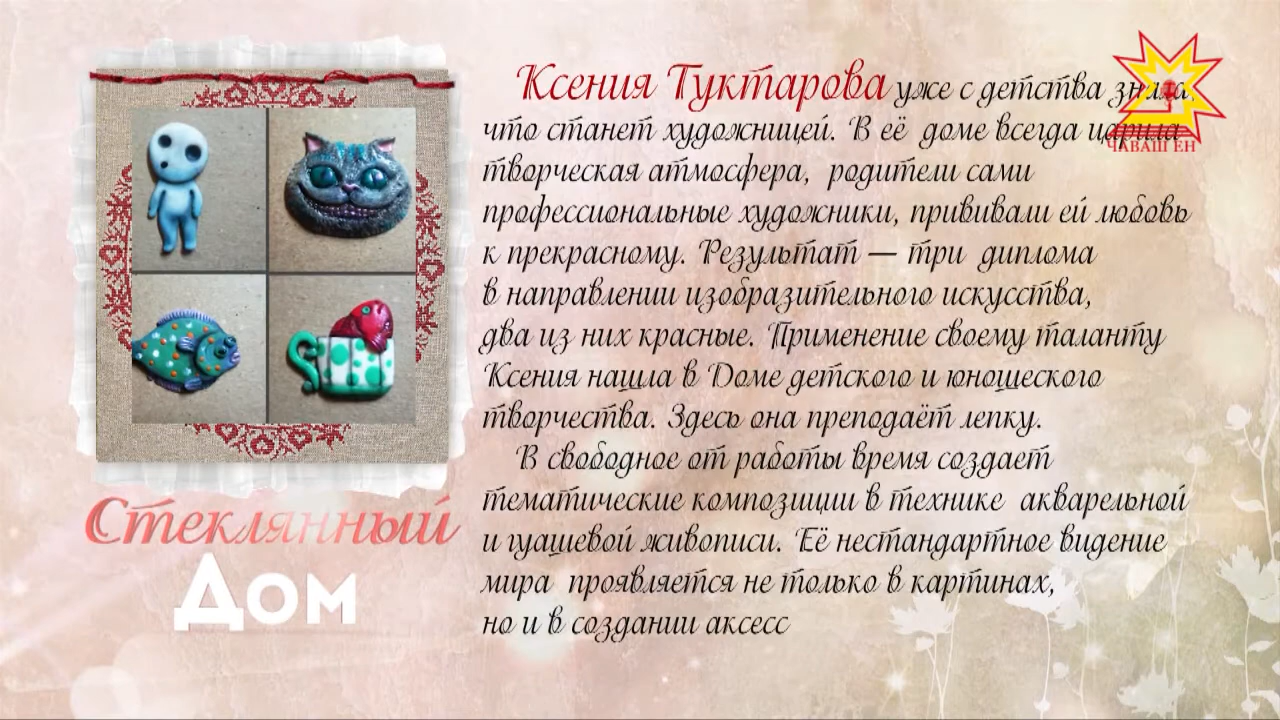 Ксения Туктарова уже с детства знала,
что станет художницей. В её доме всегда царила
творческая атмосфера, родители сами
профессиональные художники, прививали ей любовь
к прекрасному. Результат — три диплома
в направлении изобразительного искусства,
два из них красные. Применение своему таланту
Ксения нашла в Доме детского и юношеского
творчества. Здесь она преподаёт лепку.
В свободное от работы время создает
тематические композиции в технике акварельной
и гуашевой живописи. Её нестандартное видение
мира проявляется не только в картинах,
но и в создании аксесс
ЧАВАШ ЕН
Стеклянный
Дом